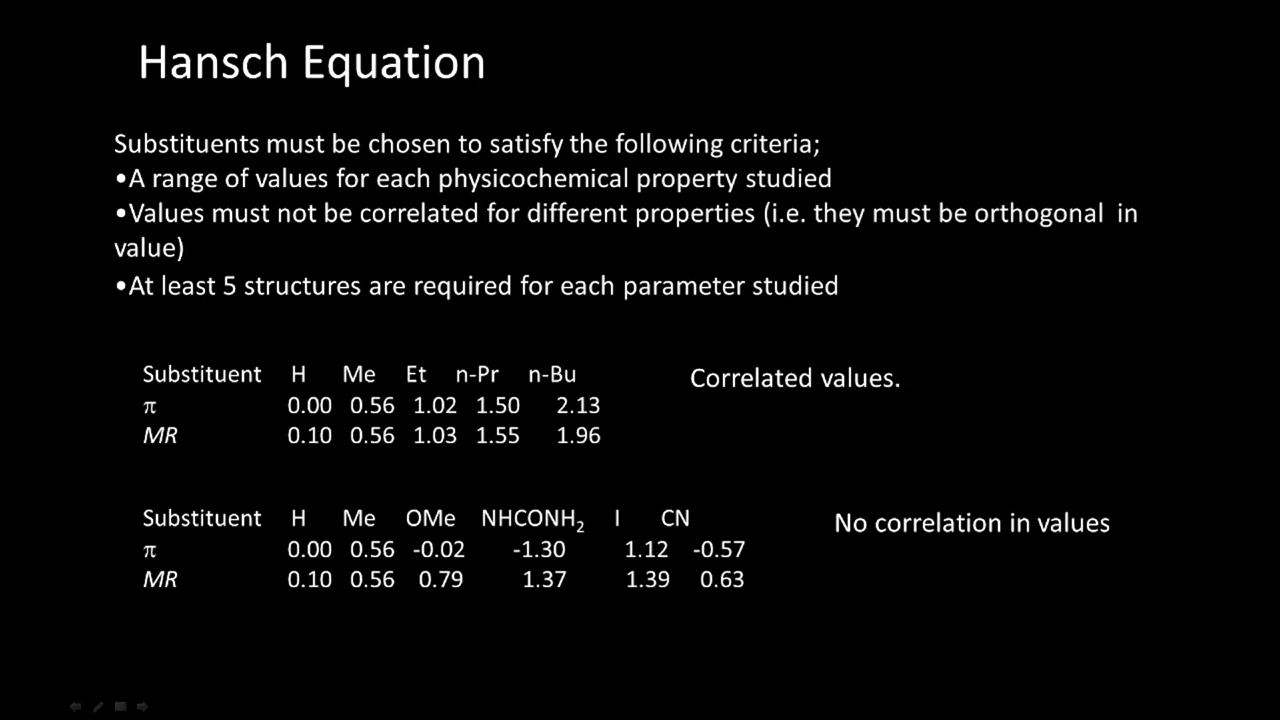 Hansch Equation
Substituents must be chosen to satisfy the following criteria;
•A range of values for each physicochemical property studied
•Values must not be correlated for different properties (i.e. they must be orthogonal in
value)
•At least 5 structures are required for each parameter studied
Substituent H Me Et n-Pr n-Bu Correlated values.
π 0.00 0.56 1.02 1.50 2.13
MR 0.10 0.56 1.03 1.55 1.96
Substituent H Me OMe NHCONH₂ I CN No correlation in values
π 0.00 0.56 -0.02 -1.30 1.12 -0.57
MR 0.10 0.56 0.79 1.37 1.39 0.63